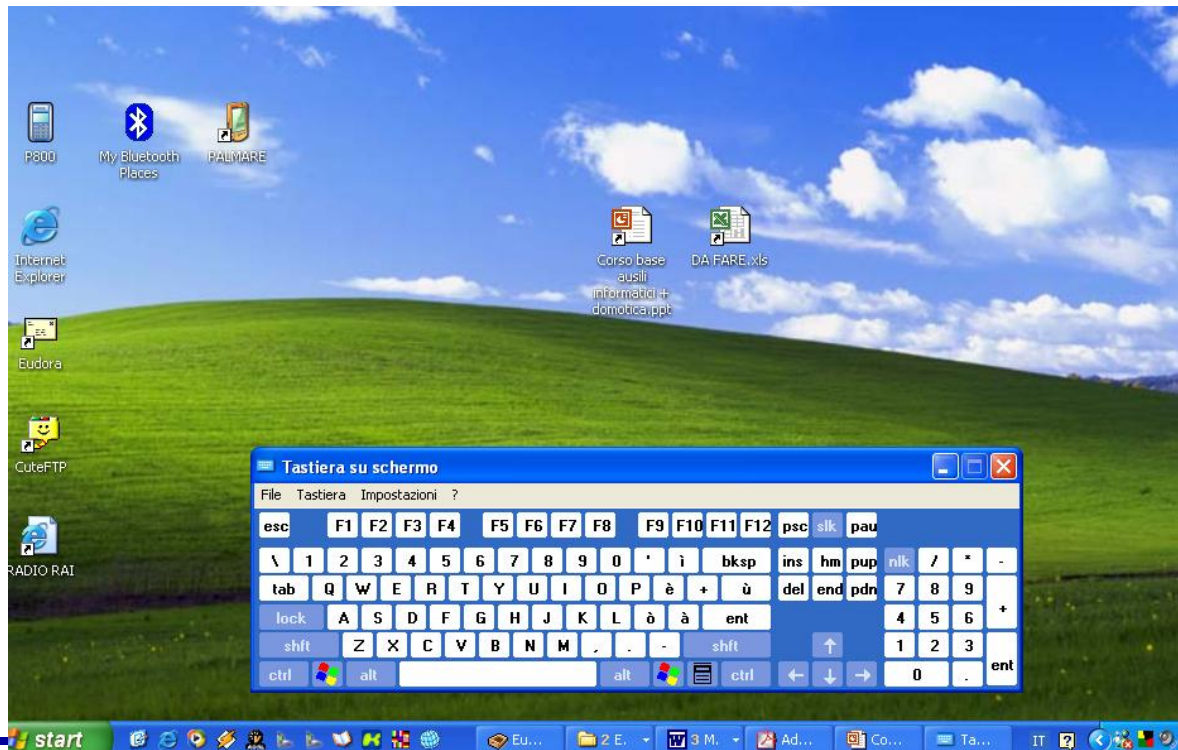 P800
My Bluetooth
Places
PALMARE
Internet
Explorer
Corso base
ausili
informatici +
domotica.ppt
DA FARE.xls
Eudora
CuteFTP
RADIO RAI
Tastiera su schermo
File Tastiera Impostazioni ?
esc F1 F2 F3 F4 F5 F6 F7 F8 F9 F10 F11 F12 psc slk pau
\ 1 2 3 4 5 6 7 8 9 0 ' ì bksp ins hm pup nlk / * -
tab Q W E R T Y U I O P è + ù del end pdn 7 8 9 +
lock A S D F G H J K L ò à ent 4 5 6
shft Z X C V B N M , . - shft ↑ 1 2 3 ent
ctrl alt alt ctrl ← ↓ → 0 .
start Eu... 2 E. 3 M. Ad... Co... Ta... IT ?